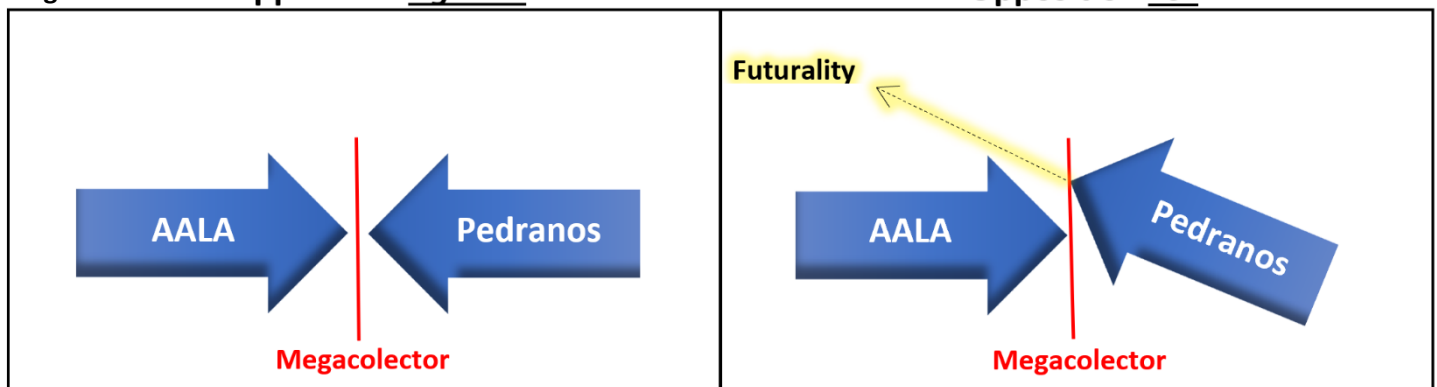 Futurality
AALA
Pedranos
Megacolector
AALA
Pedranos
Megacolector